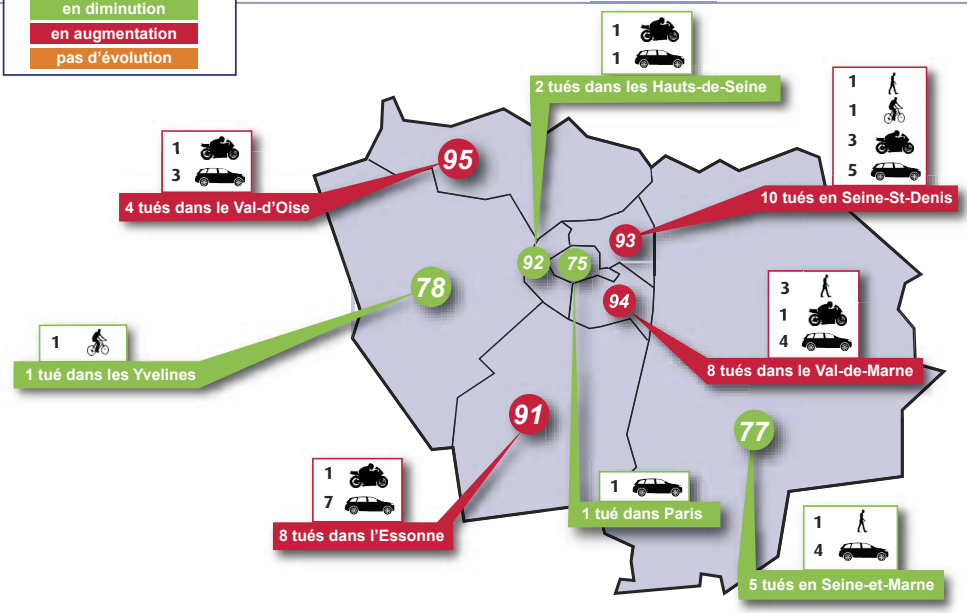 en diminution
en augmentation
pas d'évolution
1
1
2 tués dans les Hauts-de-Seine
1
1
3
5
10 tués en Seine-St-Denis
1
3
4 tués dans le Val-d'Oise
95
93
92
75
78
94
3
1
4
8 tués dans le Val-de-Marne
1
1 tué dans les Yvelines
91
77
1
7
8 tués dans l'Essonne
1
1 tué dans Paris
1
4
5 tués en Seine-et-Marne